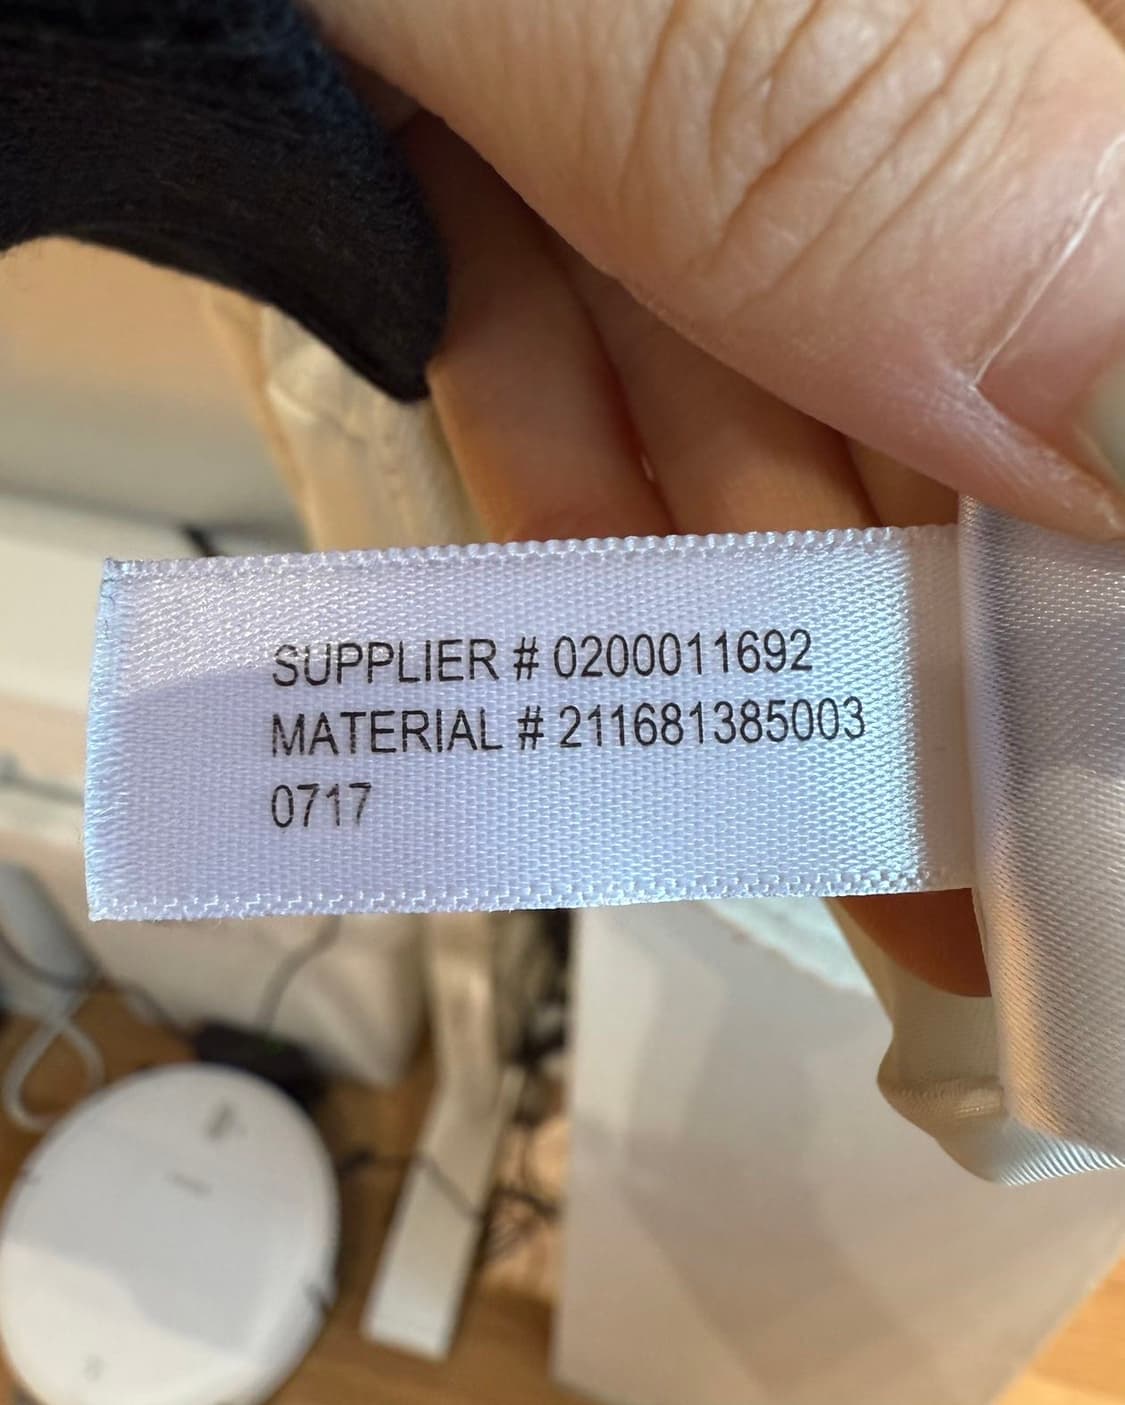 SUPPLIER # 0200011692
MATERIAL # 211681385003
0717